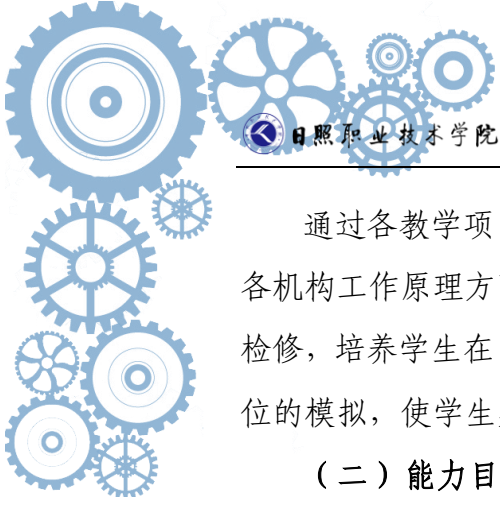 日照职业技术学院
通过各教学项
各机构工作原理方
检修，培养学生在
位的模拟，使学生
（二）能力目